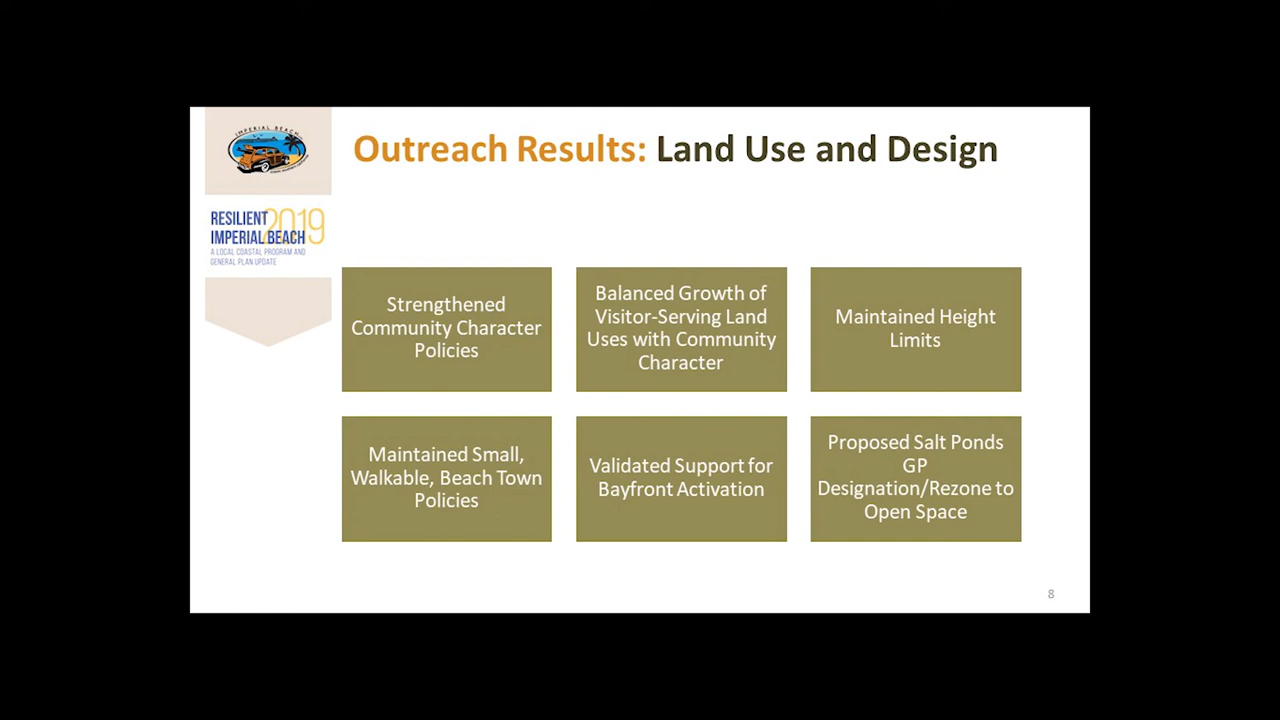 IMPERIAL BEACH
Outreach Results: Land Use and Design
RESILIENT 2019
IMPERIAL BEACH
A LOCAL COASTAL PROGRAM AND
GENERAL PLAN UPDATE
Strengthened
Community Character
Policies
Balanced Growth of
Visitor-Serving Land
Uses with Community
Character
Maintained Height
Limits
Maintained Small,
Walkable, Beach Town
Policies
Validated Support for
Bayfront Activation
Proposed Salt Ponds
GP
Designation/Rezone to
Open Space
8